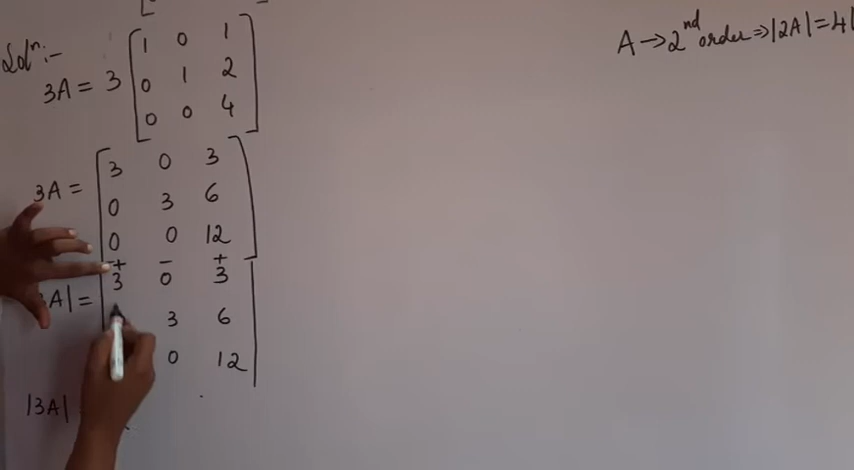 A → 2nd order ⇒ |2A| = 4|
Soln :-
3A = 3 [ 1 0 1
0 1 2
0 0 4 ]
3A = [ 3 0 3
0 3 6
0 0 12 ]
+ - +
3A| = | 3 0 3
3 6
0 12 |
|3A|